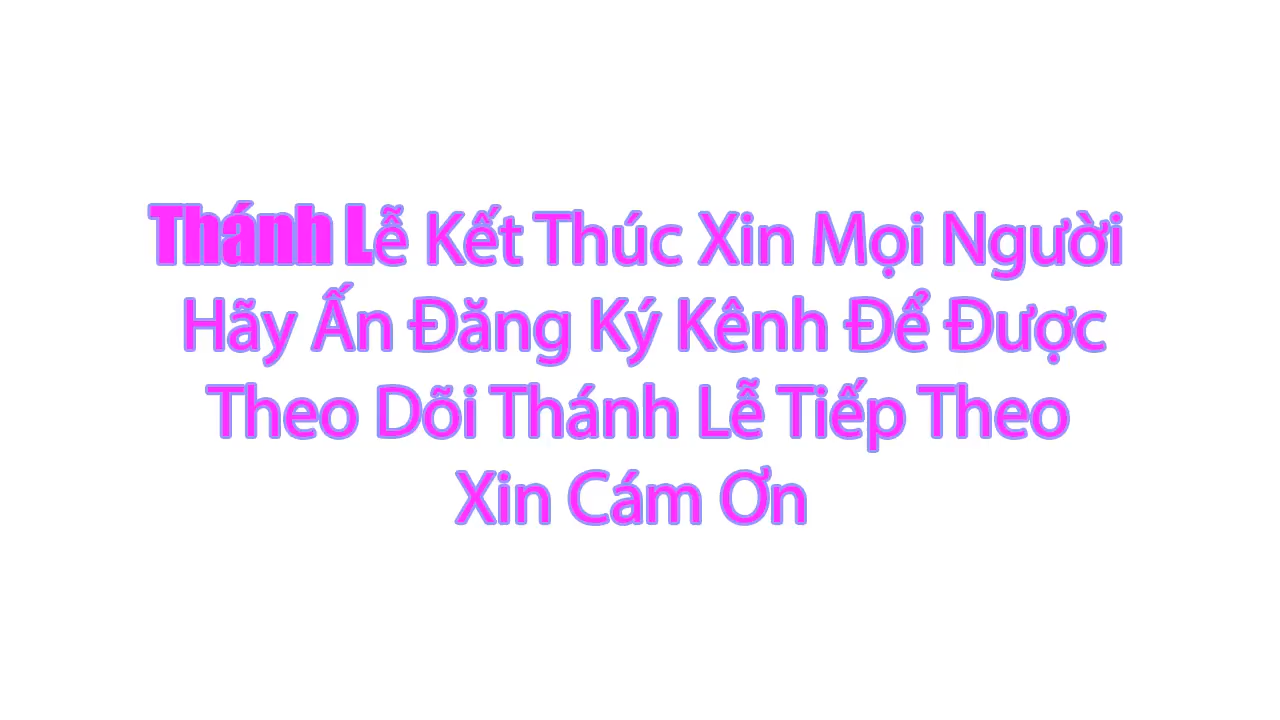 Thánh Lễ Kết Thúc Xin Mọi Người
Hãy Ấn Đăng Ký Kênh Để Được
Theo Dõi Thánh Lễ Tiếp Theo
Xin Cám Ơn